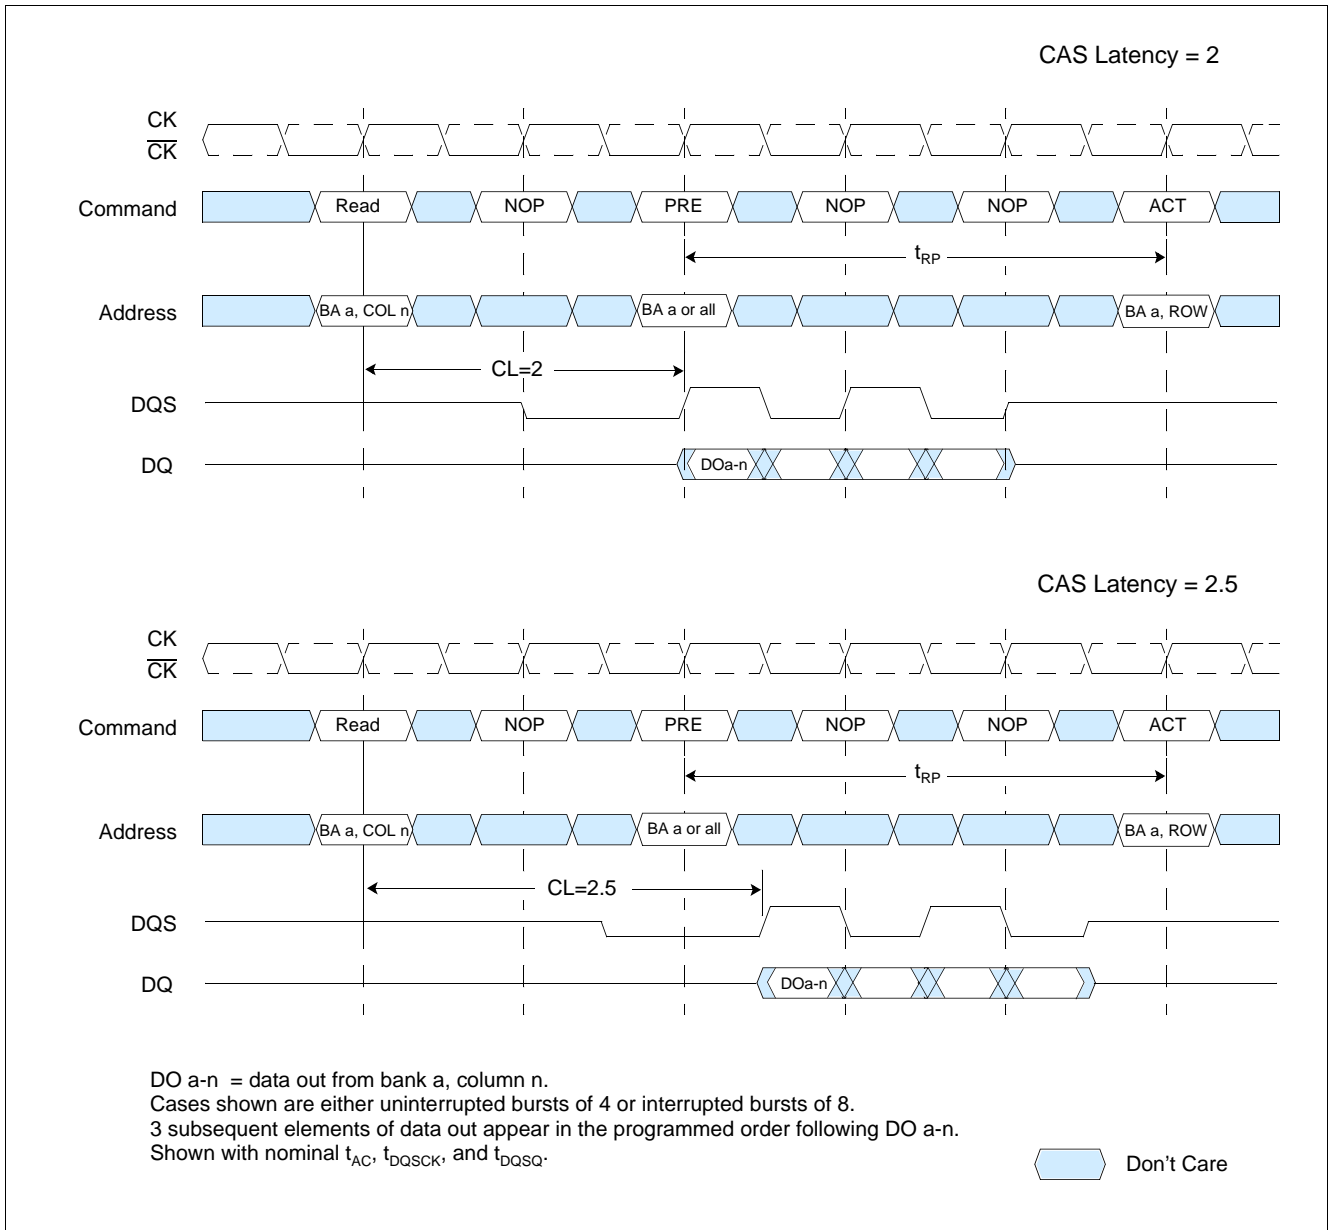 CAS Latency = 2
CK
CK
Command
Read
NOP
PRE
NOP
NOP
ACT
tRP
Address
BA a, COL n
BA a or all
BA a, ROW
CL=2
DQS
DQ
DOa-n
CAS Latency = 2.5
CK
CK
Command
Read
NOP
PRE
NOP
NOP
ACT
tRP
Address
BA a, COL n
BA a or all
BA a, ROW
CL=2.5
DQS
DQ
DOa-n
DO a-n = data out from bank a, column n.
Cases shown are either uninterrupted bursts of 4 or interrupted bursts of 8.
3 subsequent elements of data out appear in the programmed order following DO a-n.
Shown with nominal tAC, tDQSCK, and tDQSQ.
Don't Care